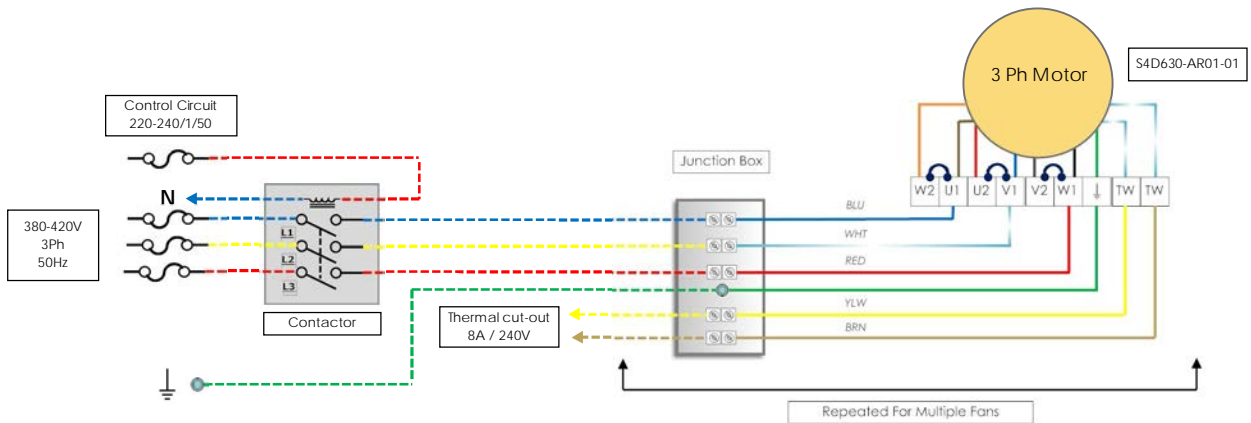 3 Ph Motor
S4D630-AR01-01
Control Circuit
220-240/1/50
Junction Box
N
W2 U1 U2 V1 V2 W1 TW TW
380-420V
3Ph
50Hz
L1
L2
L3
BLU
WHT
RED
YLW
BRN
Contactor
Thermal cut-out
8A / 240V
Repeated For Multiple Fans